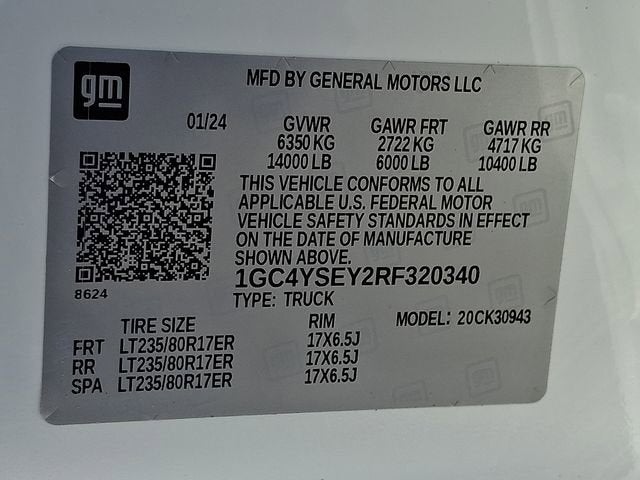 gm
MFD BY GENERAL MOTORS LLC
01/24 GVWR GAWR FRT GAWR RR
6350 KG 2722 KG 4717 KG
14000 LB 6000 LB 10400 LB
THIS VEHICLE CONFORMS TO ALL
APPLICABLE U.S. FEDERAL MOTOR
VEHICLE SAFETY STANDARDS IN EFFECT
ON THE DATE OF MANUFACTURE
SHOWN ABOVE.
8624
1GC4YSEY2RF320340
TYPE: TRUCK
TIRE SIZE RIM MODEL: 20CK30943
FRT LT235/80R17ER 17X6.5J
RR LT235/80R17ER 17X6.5J
SPA LT235/80R17ER 17X6.5J